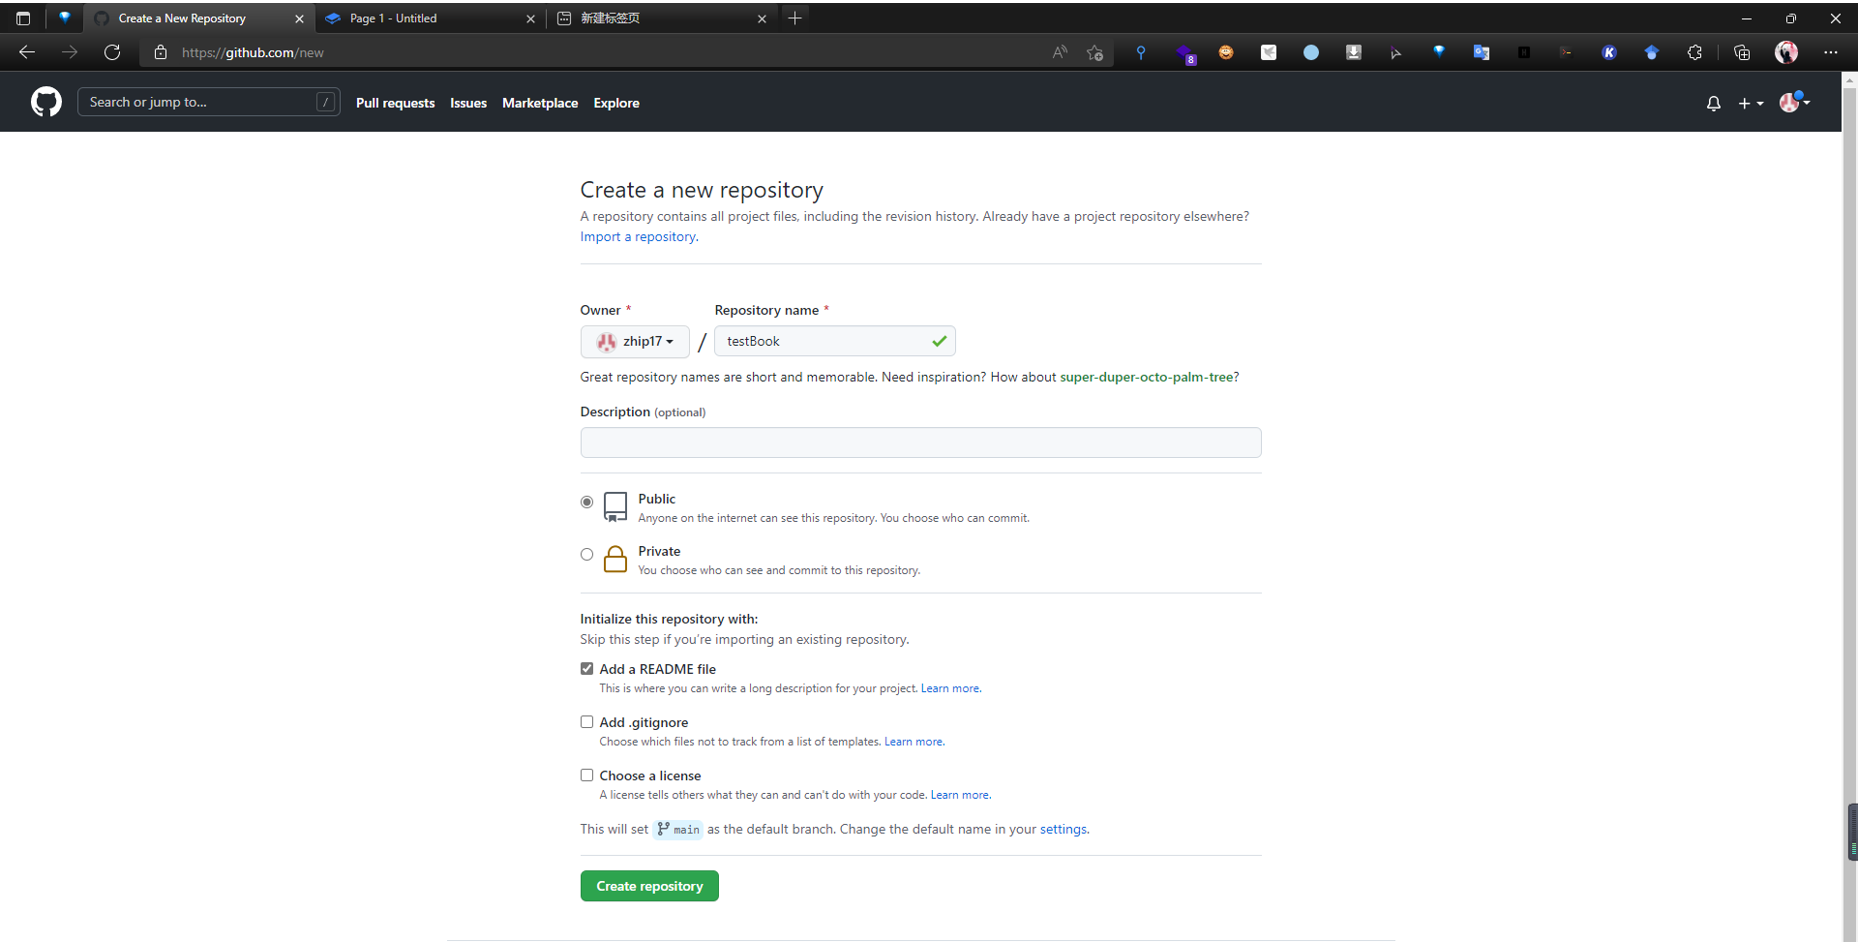 Create a New Repository
Page 1 - Untitled
新建标签页
https://github.com/new
8
Search or jump to...
/
Pull requests
Issues
Marketplace
Explore
Create a new repository
A repository contains all project files, including the revision history. Already have a project repository elsewhere?
Import a repository.
Owner *
Repository name *
zhip17
/
testBook
Great repository names are short and memorable. Need inspiration? How about super-duper-octo-palm-tree?
Description (optional)
Public
Anyone on the internet can see this repository. You choose who can commit.
Private
You choose who can see and commit to this repository.
Initialize this repository with:
Skip this step if you're importing an existing repository.
Add a README file
This is where you can write a long description for your project. Learn more.
Add .gitignore
Choose which files not to track from a list of templates. Learn more.
Choose a license
A license tells others what they can and can't do with your code. Learn more.
This will set main as the default branch. Change the default name in your settings.
Create repository